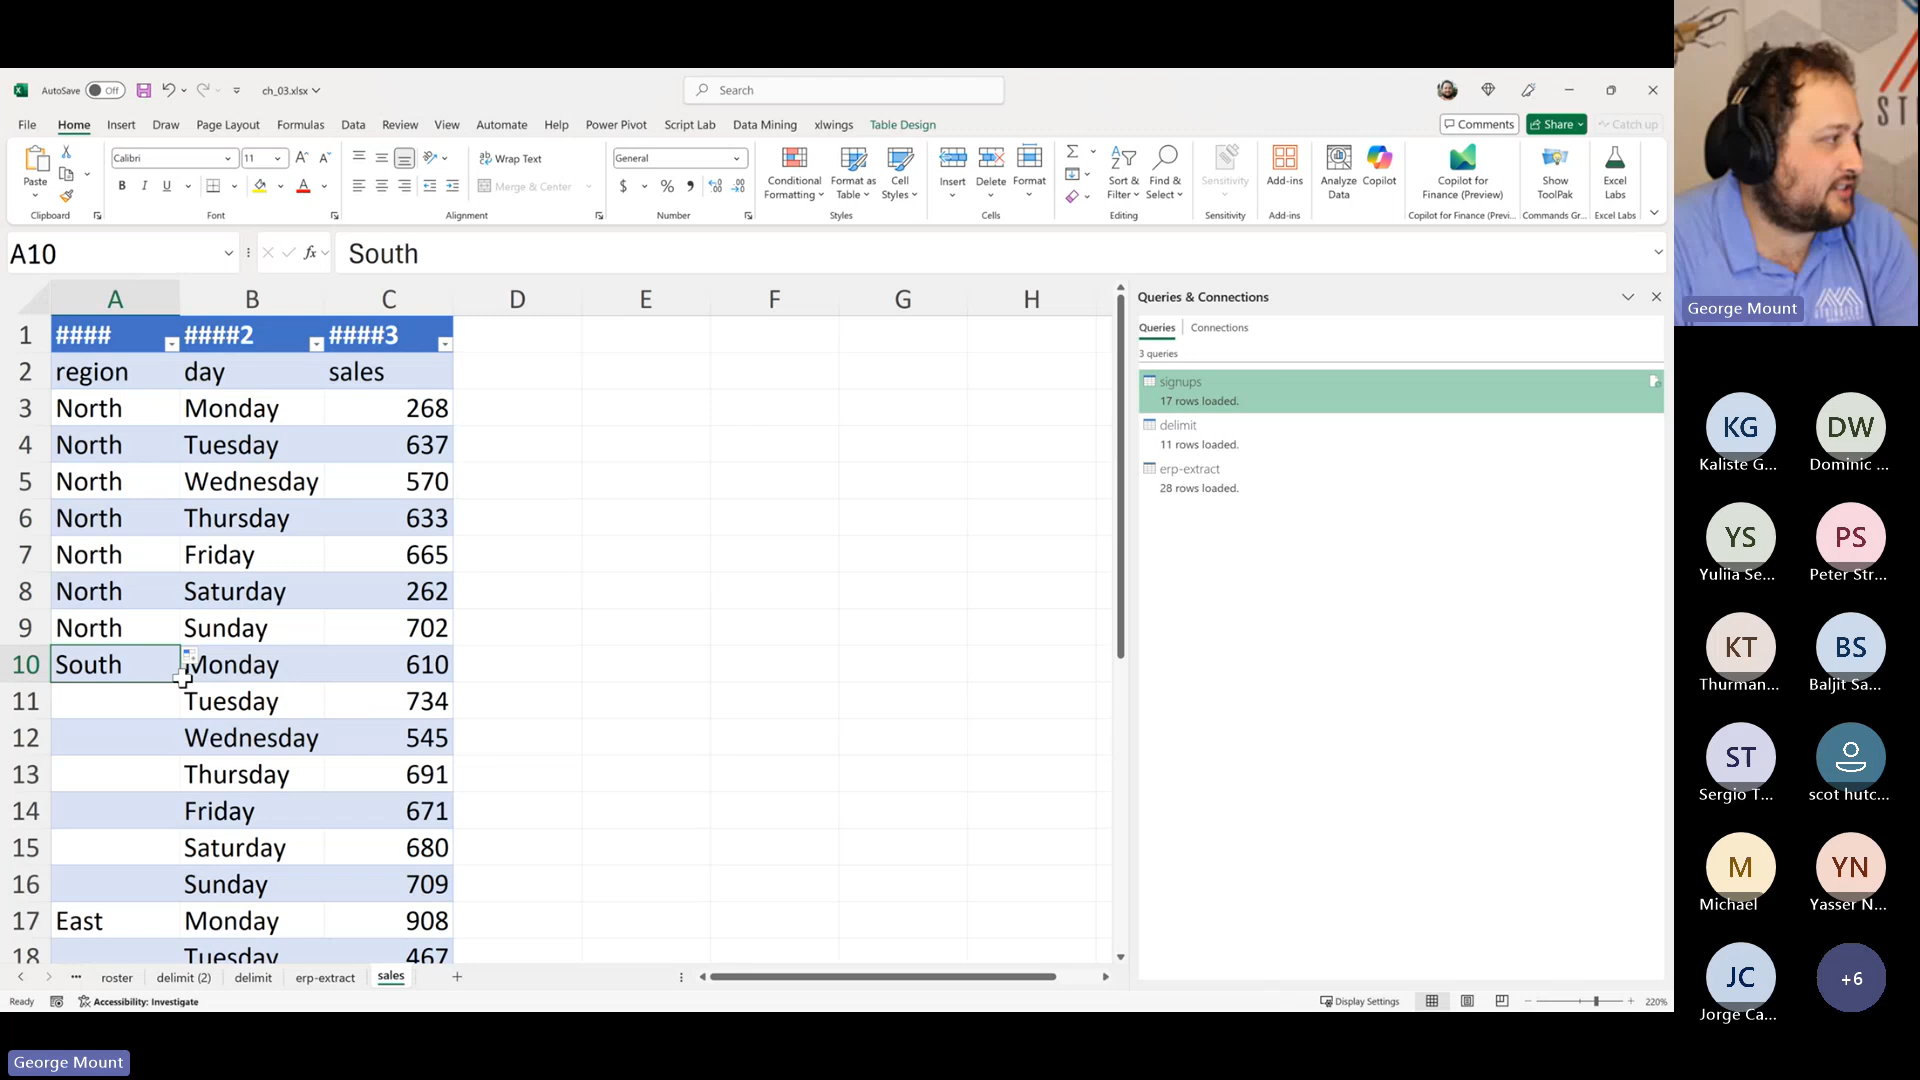 AutoSave Off ch_03.xlsx Search
File Home Insert Draw Page Layout Formulas Data Review View Automate Help Power Pivot Script Lab Data Mining xlwings Table Design Comments Share Catch up
Paste Calibri 11 Wrap Text General Conditional Formatting Format as Table Cell Styles Insert Delete Format Sort & Filter Find & Select Sensitivity Add-ins Analyze Data Copilot Copilot for Finance (Preview) Show ToolPak Excel Labs
B I U Merge & Center $ %
Clipboard Font Alignment Number Styles Cells Editing Sensitivity Add-ins Copilot for Finance (Previ... Commands Gr... Excel Labs
A10 fx South
A B C D E F G H
1 #### ####2 ####3
2 region day sales
3 North Monday 268
4 North Tuesday 637
5 North Wednesday 570
6 North Thursday 633
7 North Friday 665
8 North Saturday 262
9 North Sunday 702
10 South Monday 610
11 Tuesday 734
12 Wednesday 545
13 Thursday 691
14 Friday 671
15 Saturday 680
16 Sunday 709
17 East Monday 908
18 Tuesday 467
Queries & Connections
Queries Connections
3 queries
signups
17 rows loaded.
delimit
11 rows loaded.
erp-extract
28 rows loaded.
roster delimit (2) delimit erp-extract sales
Ready Accessibility: Investigate Display Settings 220%
George Mount
ST
George Mount
KG DW
Kaliste G... Dominic ...
YS PS
Yuliia Se... Peter Str...
KT BS
Thurman... Baljit Sa...
ST
Sergio T... scot hutc...
M YN
Michael Yasser N...
JC +6
Jorge Ca...